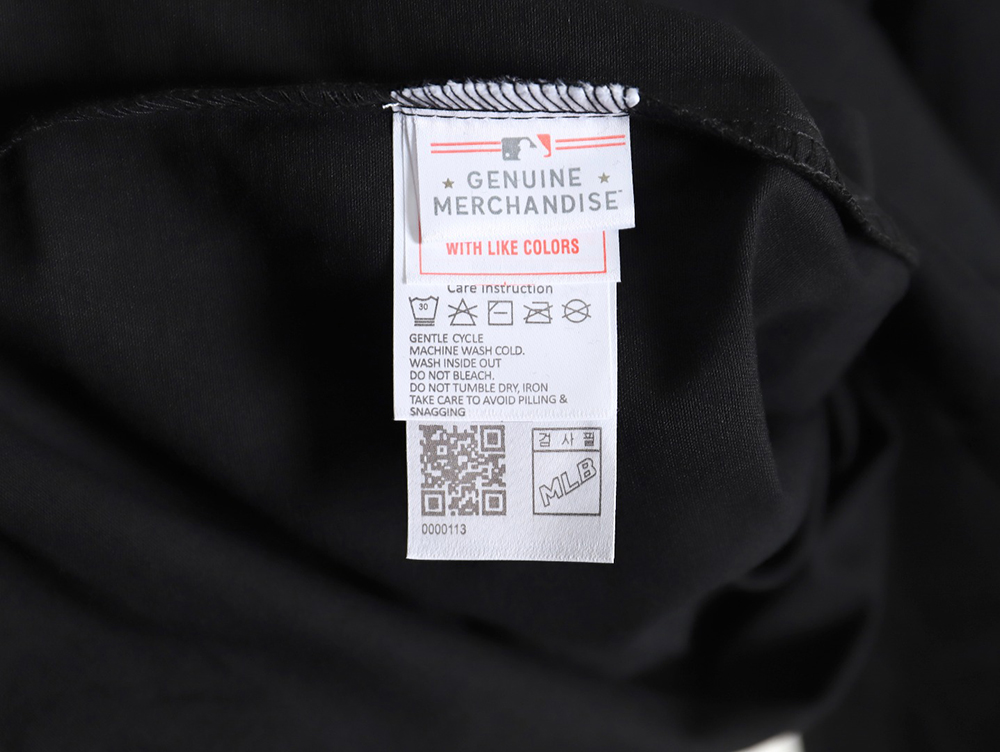 GENUINE
MERCHANDISE™
WITH LIKE COLORS
Care instruction
30
GENTLE CYCLE
MACHINE WASH COLD.
WASH INSIDE OUT
DO NOT BLEACH.
DO NOT TUMBLE DRY, IRON
TAKE CARE TO AVOID PILLING &
SNAGGING
검 사 필
MLB
0000113